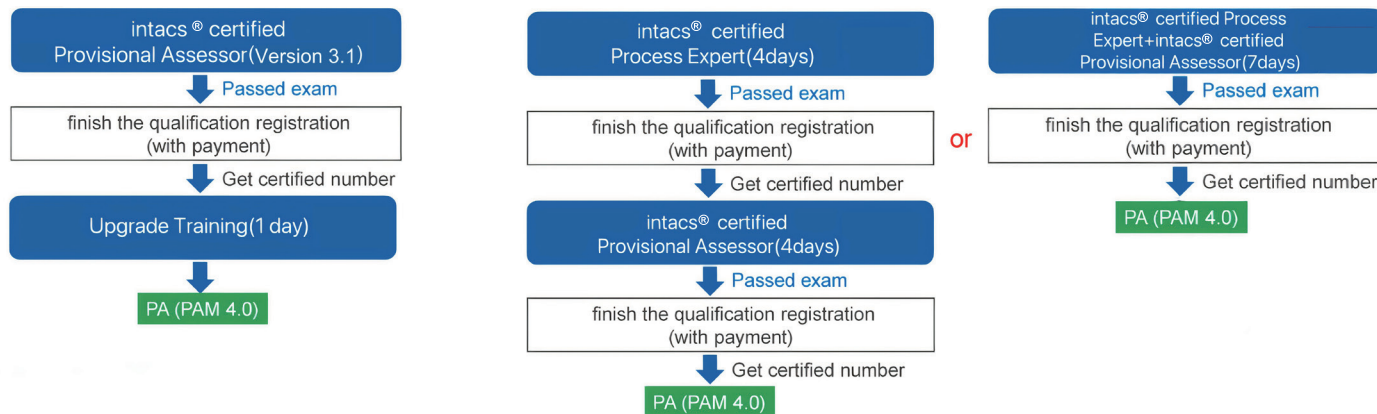 intacs® certified
Provisional Assessor(Version 3.1)
Passed exam
finish the qualification registration
(with payment)
Get certified number
Upgrade Training(1 day)
PA (PAM 4.0)
intacs® certified
Process Expert(4days)
Passed exam
finish the qualification registration
(with payment)
Get certified number
intacs® certified
Provisional Assessor(4days)
Passed exam
finish the qualification registration
(with payment)
Get certified number
PA (PAM 4.0)
or
intacs® certified Process
Expert+intacs® certified
Provisional Assessor(7days)
Passed exam
finish the qualification registration
(with payment)
Get certified number
PA (PAM 4.0)